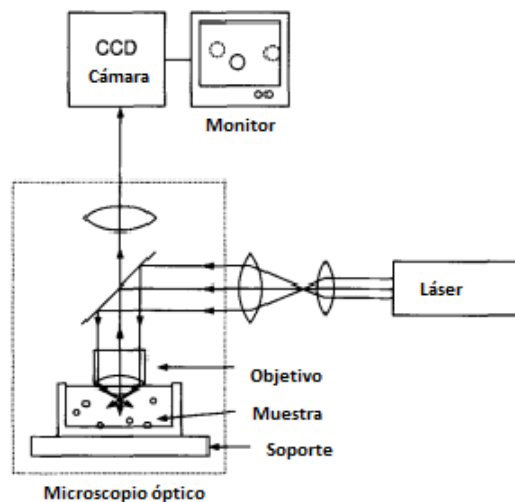 CCD
Cámara
Monitor
Láser
Objetivo
Muestra
Soporte
Microscopio óptico